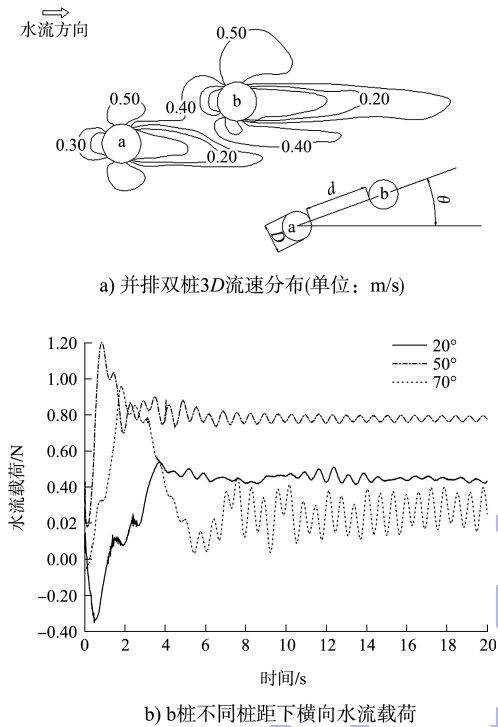 水流方向
0.50
b
0.20
0.40
0.50
0.30
a
0.20
0.40
d
b
θ
a
D
a) 并排双桩3D流速分布(单位：m/s)
1.20
1.00
0.80
0.60
0.40
0.02
0.00
−0.20
−0.40
水流载荷/N
20°
50°
70°
0 2 4 6 8 10 12 14 16 18 20
时间/s
b) b桩不同桩距下横向水流载荷